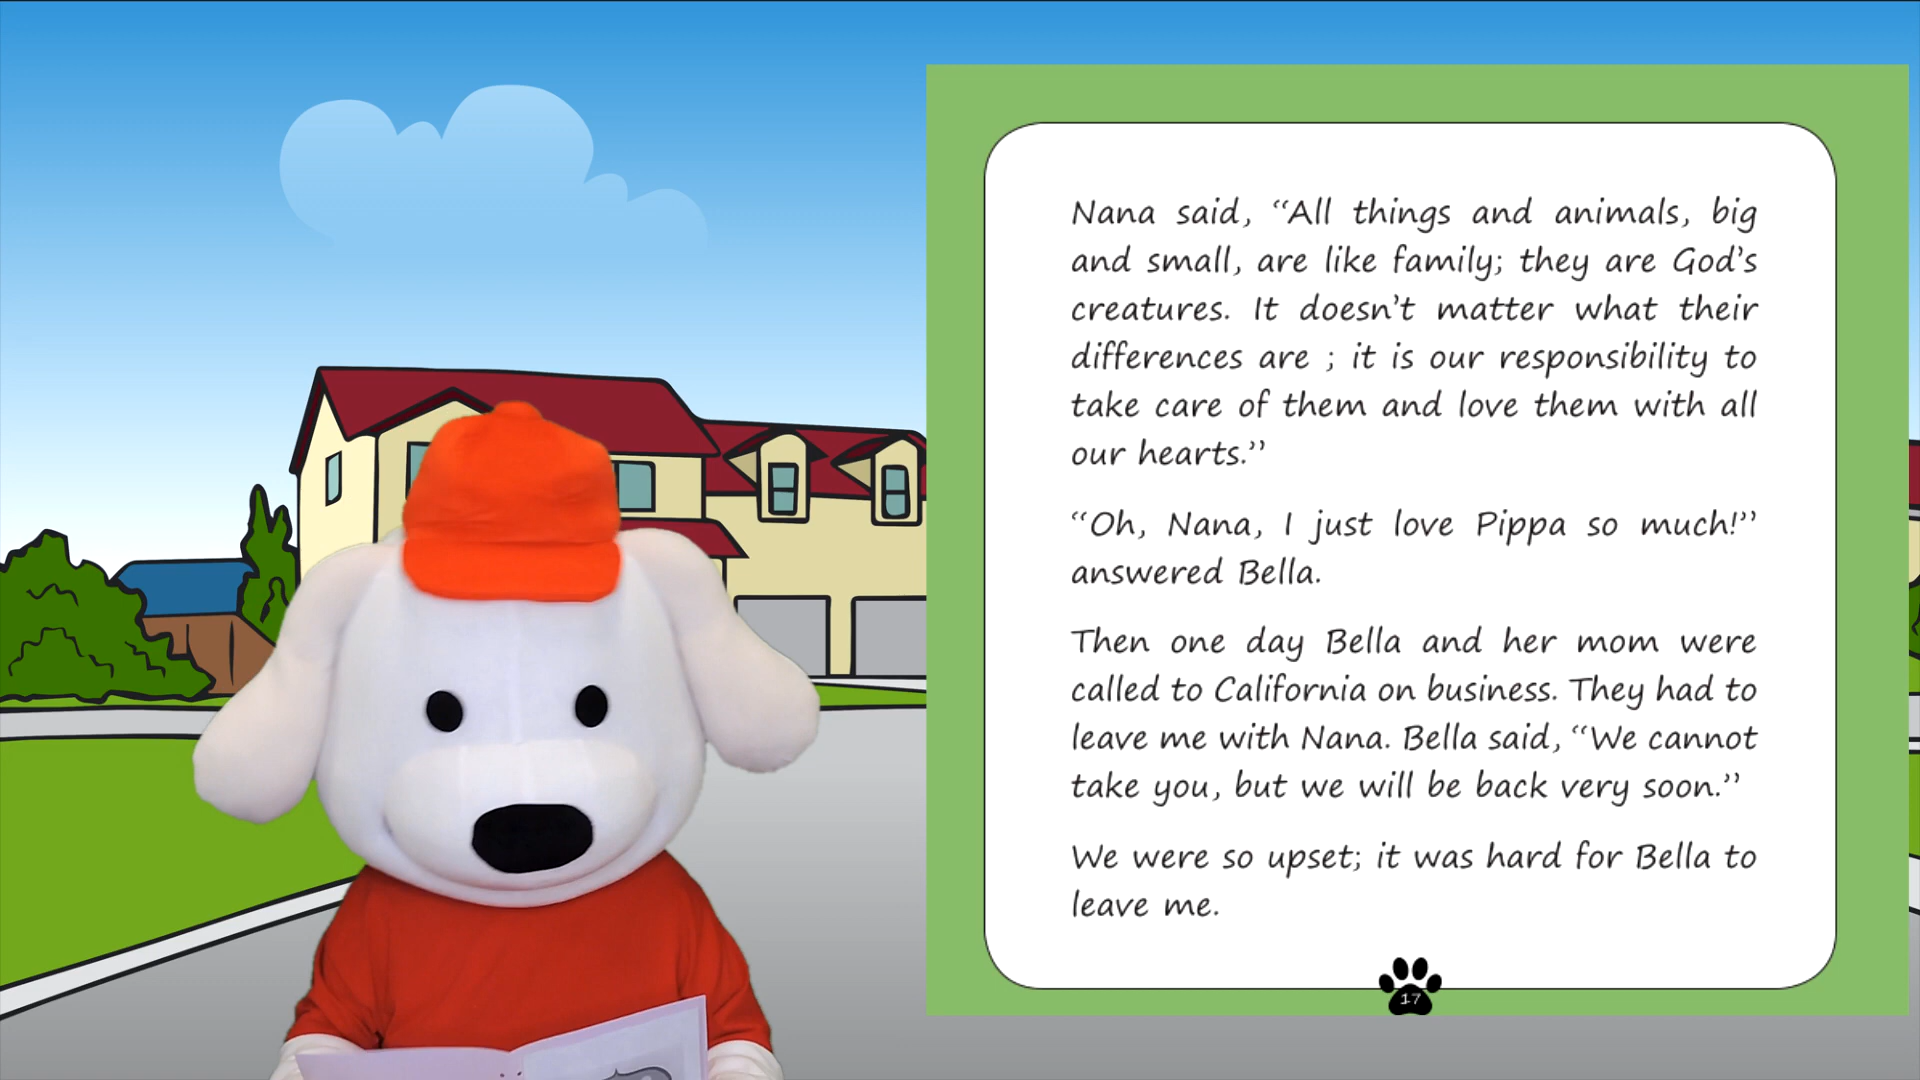 Nana said, “All things and animals, big
and small, are like family; they are God’s
creatures. It doesn’t matter what their
differences are ; it is our responsibility to
take care of them and love them with all
our hearts.”
“Oh, Nana, I just love Pippa so much!”
answered Bella.
Then one day Bella and her mom were
called to California on business. They had to
leave me with Nana. Bella said, “We cannot
take you, but we will be back very soon.”
We were so upset; it was hard for Bella to
leave me.
17